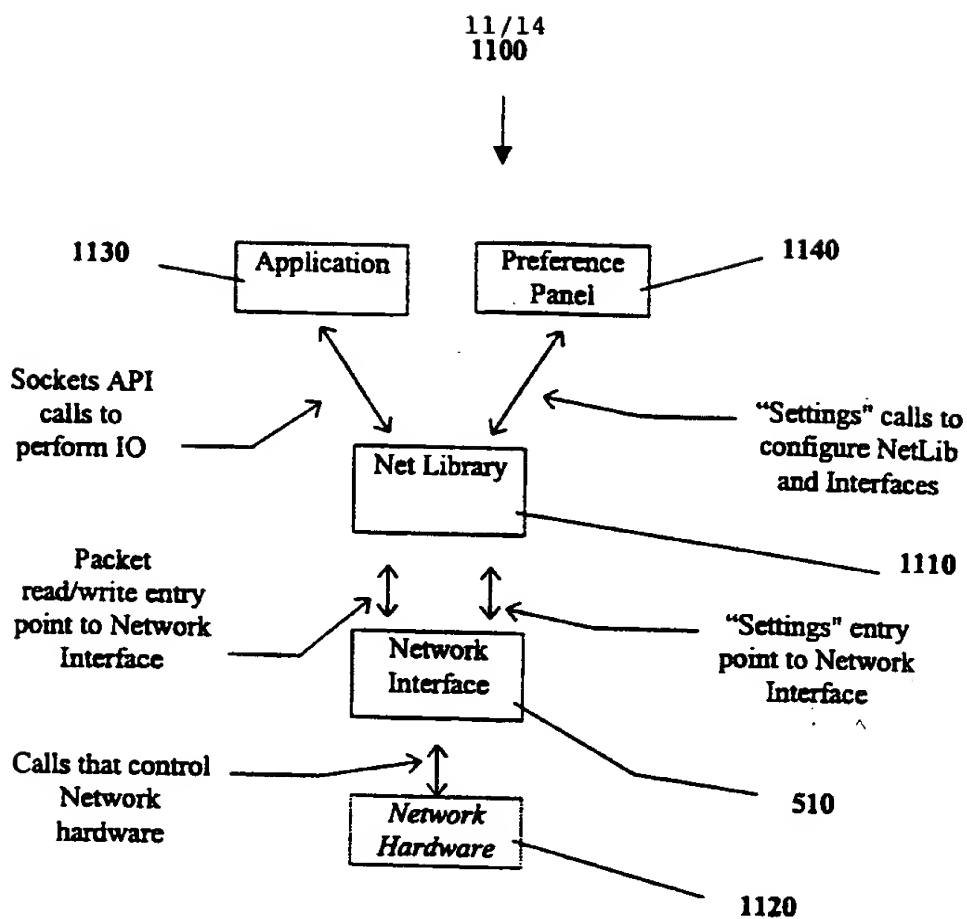 11/14
1100
1130
Application
Preference
Panel
1140
Sockets API
calls to
perform IO
“Settings" calls to
configure NetLib
and Interfaces
Net Library
1110
Packet
read/write entry
point to Network
Interface
“Settings" entry
point to Network
Interface
Network
Interface
Calls that control
Network
hardware
510
Network
Hardware
1120